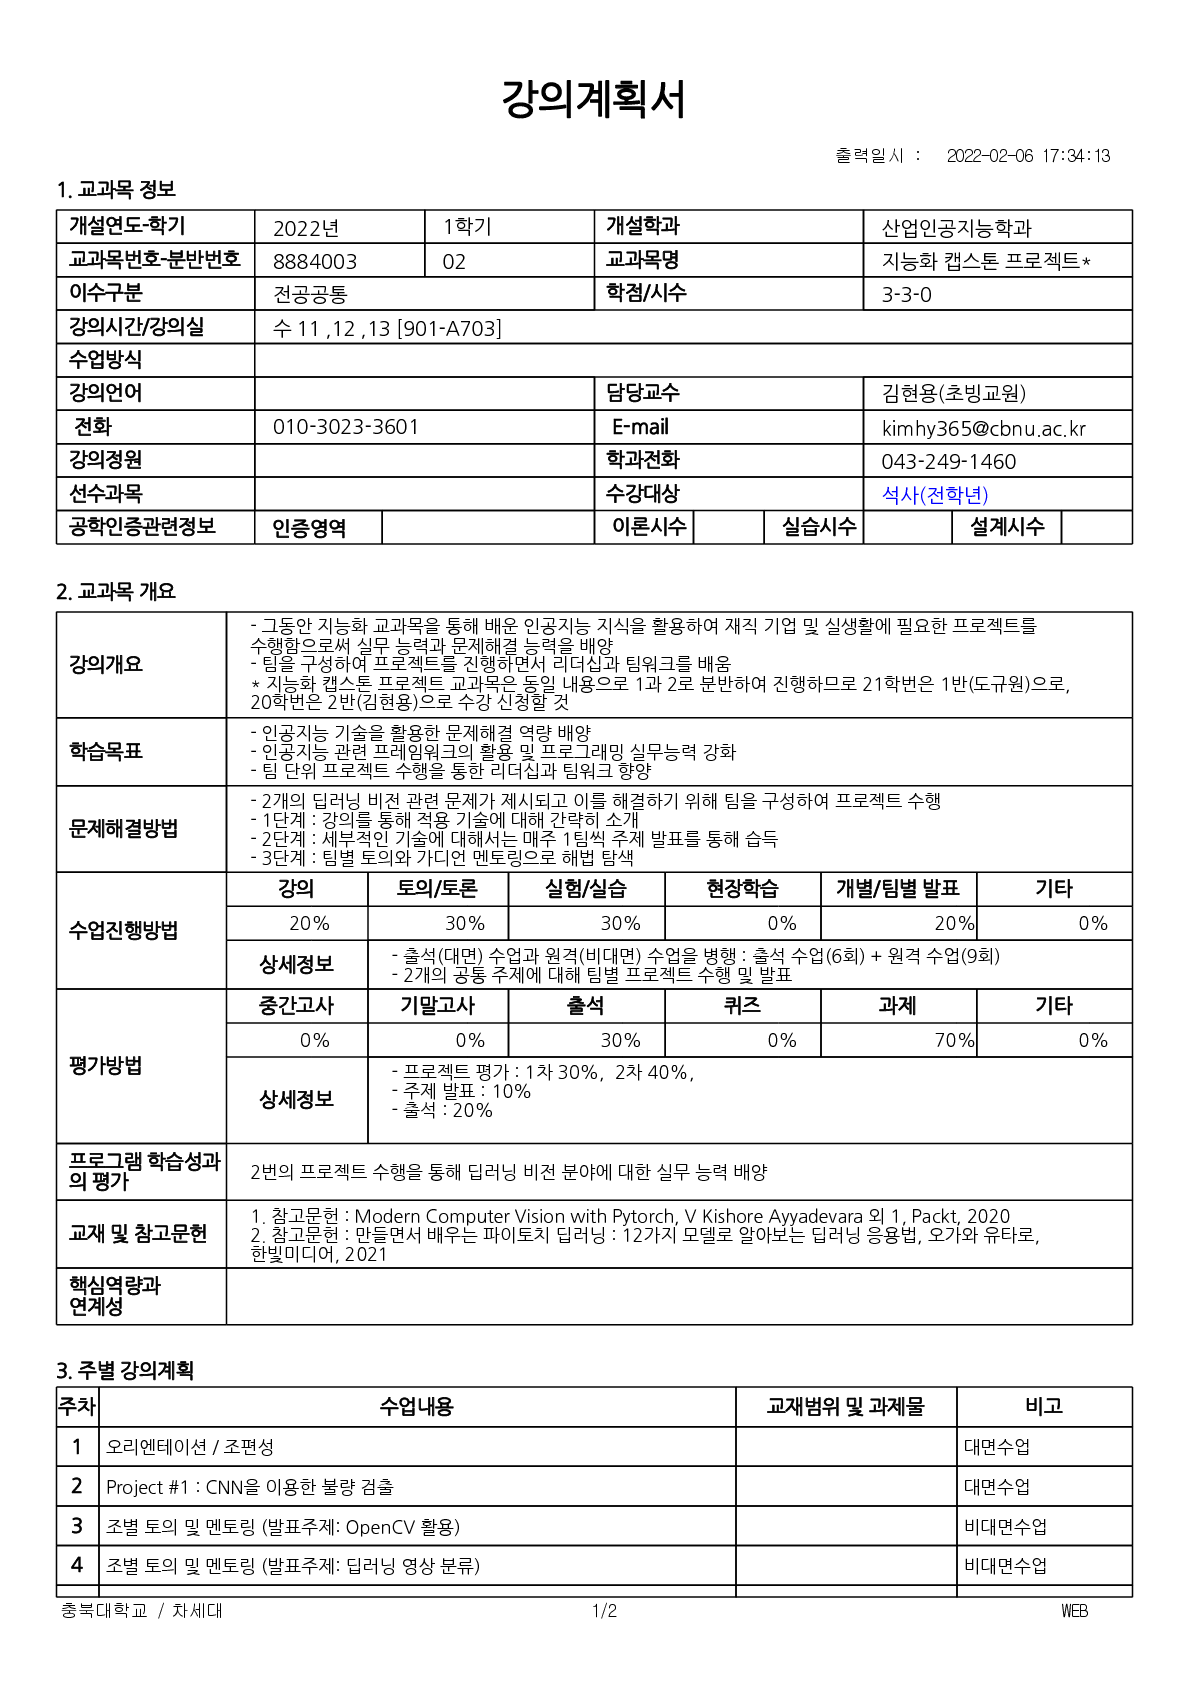 강의계획서
출력일시 : 2022-02-06 17:34:13
1. 교과목 정보
개설연도-학기 2022년 1학기 개설학과 산업인공지능학과
교과목번호-분반번호 8884003 02 교과목명 지능화 캡스톤 프로젝트*
이수구분 전공공통 학점/시수 3-3-0
강의시간/강의실 수 11 ,12 ,13 [901-A703]
수업방식
강의언어 담당교수 김현용(초빙교원)
전화 010-3023-3601 E-mail kimhy365@cbnu.ac.kr
강의정원 학과전화 043-249-1460
선수과목 수강대상 석사(전학년)
공학인증관련정보 인증영역 이론시수 실습시수 설계시수
2. 교과목 개요
강의개요
- 그동안 지능화 교과목을 통해 배운 인공지능 지식을 활용하여 재직 기업 및 실생활에 필요한 프로젝트를
수행함으로써 실무 능력과 문제해결 능력을 배양
- 팀을 구성하여 프로젝트를 진행하면서 리더십과 팀워크를 배움
* 지능화 캡스톤 프로젝트 교과목은 동일 내용으로 1과 2로 분반하여 진행하므로 21학번은 1반(도규원)으로,
20학번은 2반(김현용)으로 수강 신청할 것
학습목표
- 인공지능 기술을 활용한 문제해결 역량 배양
- 인공지능 관련 프레임워크의 활용 및 프로그래밍 실무능력 강화
- 팀 단위 프로젝트 수행을 통한 리더십과 팀워크 향양
문제해결방법
- 2개의 딥러닝 비전 관련 문제가 제시되고 이를 해결하기 위해 팀을 구성하여 프로젝트 수행
- 1단계 : 강의를 통해 적용 기술에 대해 간략히 소개
- 2단계 : 세부적인 기술에 대해서는 매주 1팀씩 주제 발표를 통해 습득
- 3단계 : 팀별 토의와 가디언 멘토링으로 해법 탐색
수업진행방법
강의 토의/토론 실험/실습 현장학습 개별/팀별 발표 기타
20% 30% 30% 0% 20% 0%
상세정보
- 출석(대면) 수업과 원격(비대면) 수업을 병행 : 출석 수업(6회) + 원격 수업(9회)
- 2개의 공통 주제에 대해 팀별 프로젝트 수행 및 발표
평가방법
중간고사 기말고사 출석 퀴즈 과제 기타
0% 0% 30% 0% 70% 0%
상세정보
- 프로젝트 평가 : 1차 30%, 2차 40%,
- 주제 발표 : 10%
- 출석 : 20%
프로그램 학습성과
의 평가
2번의 프로젝트 수행을 통해 딥러닝 비전 분야에 대한 실무 능력 배양
교재 및 참고문헌
1. 참고문헌 : Modern Computer Vision with Pytorch, V Kishore Ayyadevara 외 1, Packt, 2020
2. 참고문헌 : 만들면서 배우는 파이토치 딥러닝 : 12가지 모델로 알아보는 딥러닝 응용법, 오가와 유타로,
한빛미디어, 2021
핵심역량과
연계성
3. 주별 강의계획
주차 수업내용 교재범위 및 과제물 비고
1 오리엔테이션 / 조편성 대면수업
2 Project #1 : CNN을 이용한 불량 검출 대면수업
3 조별 토의 및 멘토링 (발표주제: OpenCV 활용) 비대면수업
4 조별 토의 및 멘토링 (발표주제: 딥러닝 영상 분류) 비대면수업
충북대학교 / 차세대 1/2 WEB